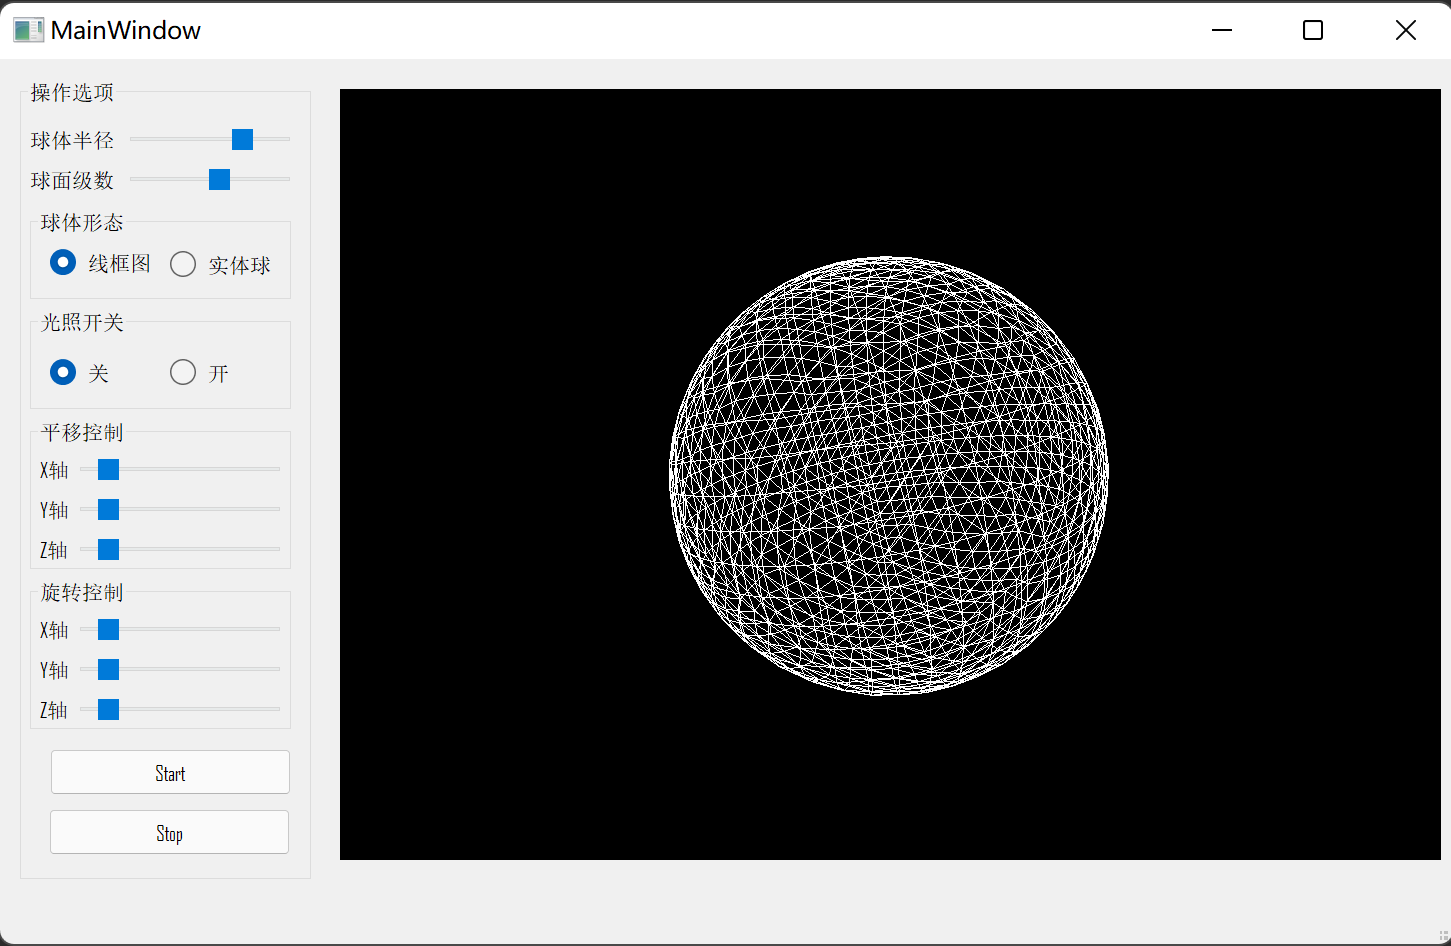 MainWindow
操作选项
球体半径
球面级数
球体形态
线框图 实体球
光照开关
关 开
平移控制
X轴
Y轴
Z轴
旋转控制
X轴
Y轴
Z轴
Start
Stop